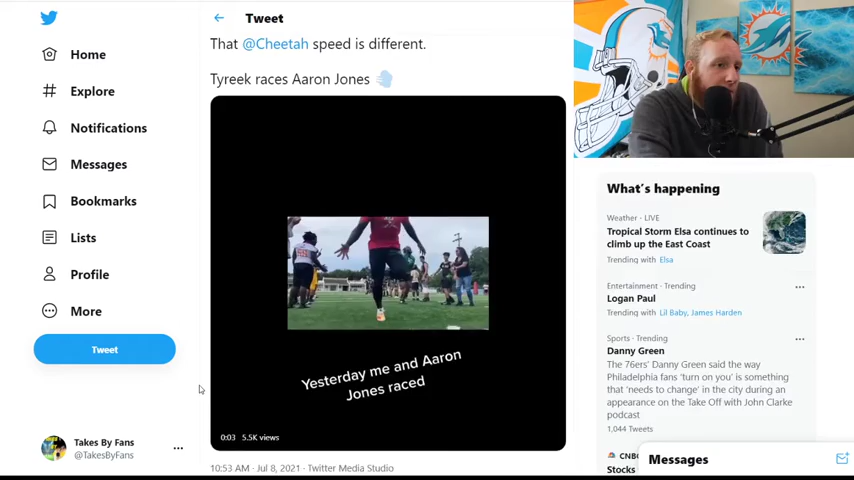 Tweet
Home
Explore
Notifications
Messages
Bookmarks
Lists
Profile
More
Tweet
Takes By Fans
@TakesByFans
That @Cheetah speed is different.
Tyreek races Aaron Jones
Yesterday me and Aaron
Jones raced
0:03 5.5K views
10:53 AM · Jul 8, 2021 · Twitter Media Studio
What's happening
Weather · LIVE
Tropical Storm Elsa continues to
climb up the East Coast
Trending with Elsa
Entertainment · Trending
Logan Paul
Trending with Lil Baby, James Harden
Sports · Trending
Danny Green
The 76ers' Danny Green said the way
Philadelphia fans 'turn on you' is something
that 'needs to change' in the city during an
appearance on the Take Off with John Clarke
podcast
1,044 Tweets
CNBC
Stocks
Messages